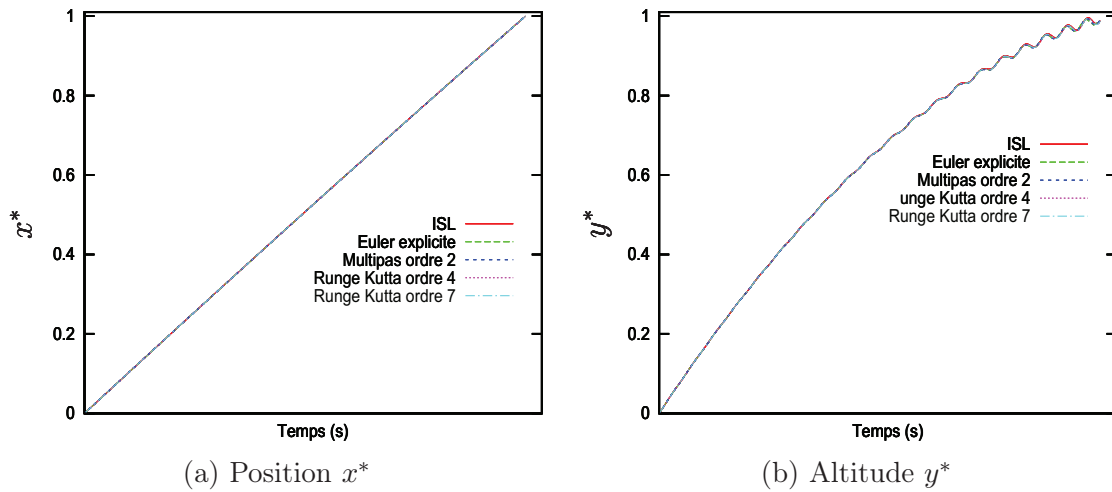 1
0.8
0.6
0.4
0.2
0
x*
ISL
Euler explicite
Multipas ordre 2
Runge Kutta ordre 4
Runge Kutta ordre 7
Temps (s)
(a) Position x*
1
0.8
0.6
0.4
0.2
0
y*
ISL
Euler explicite
Multipas ordre 2
unge Kutta ordre 4
Runge Kutta ordre 7
Temps (s)
(b) Altitude y*